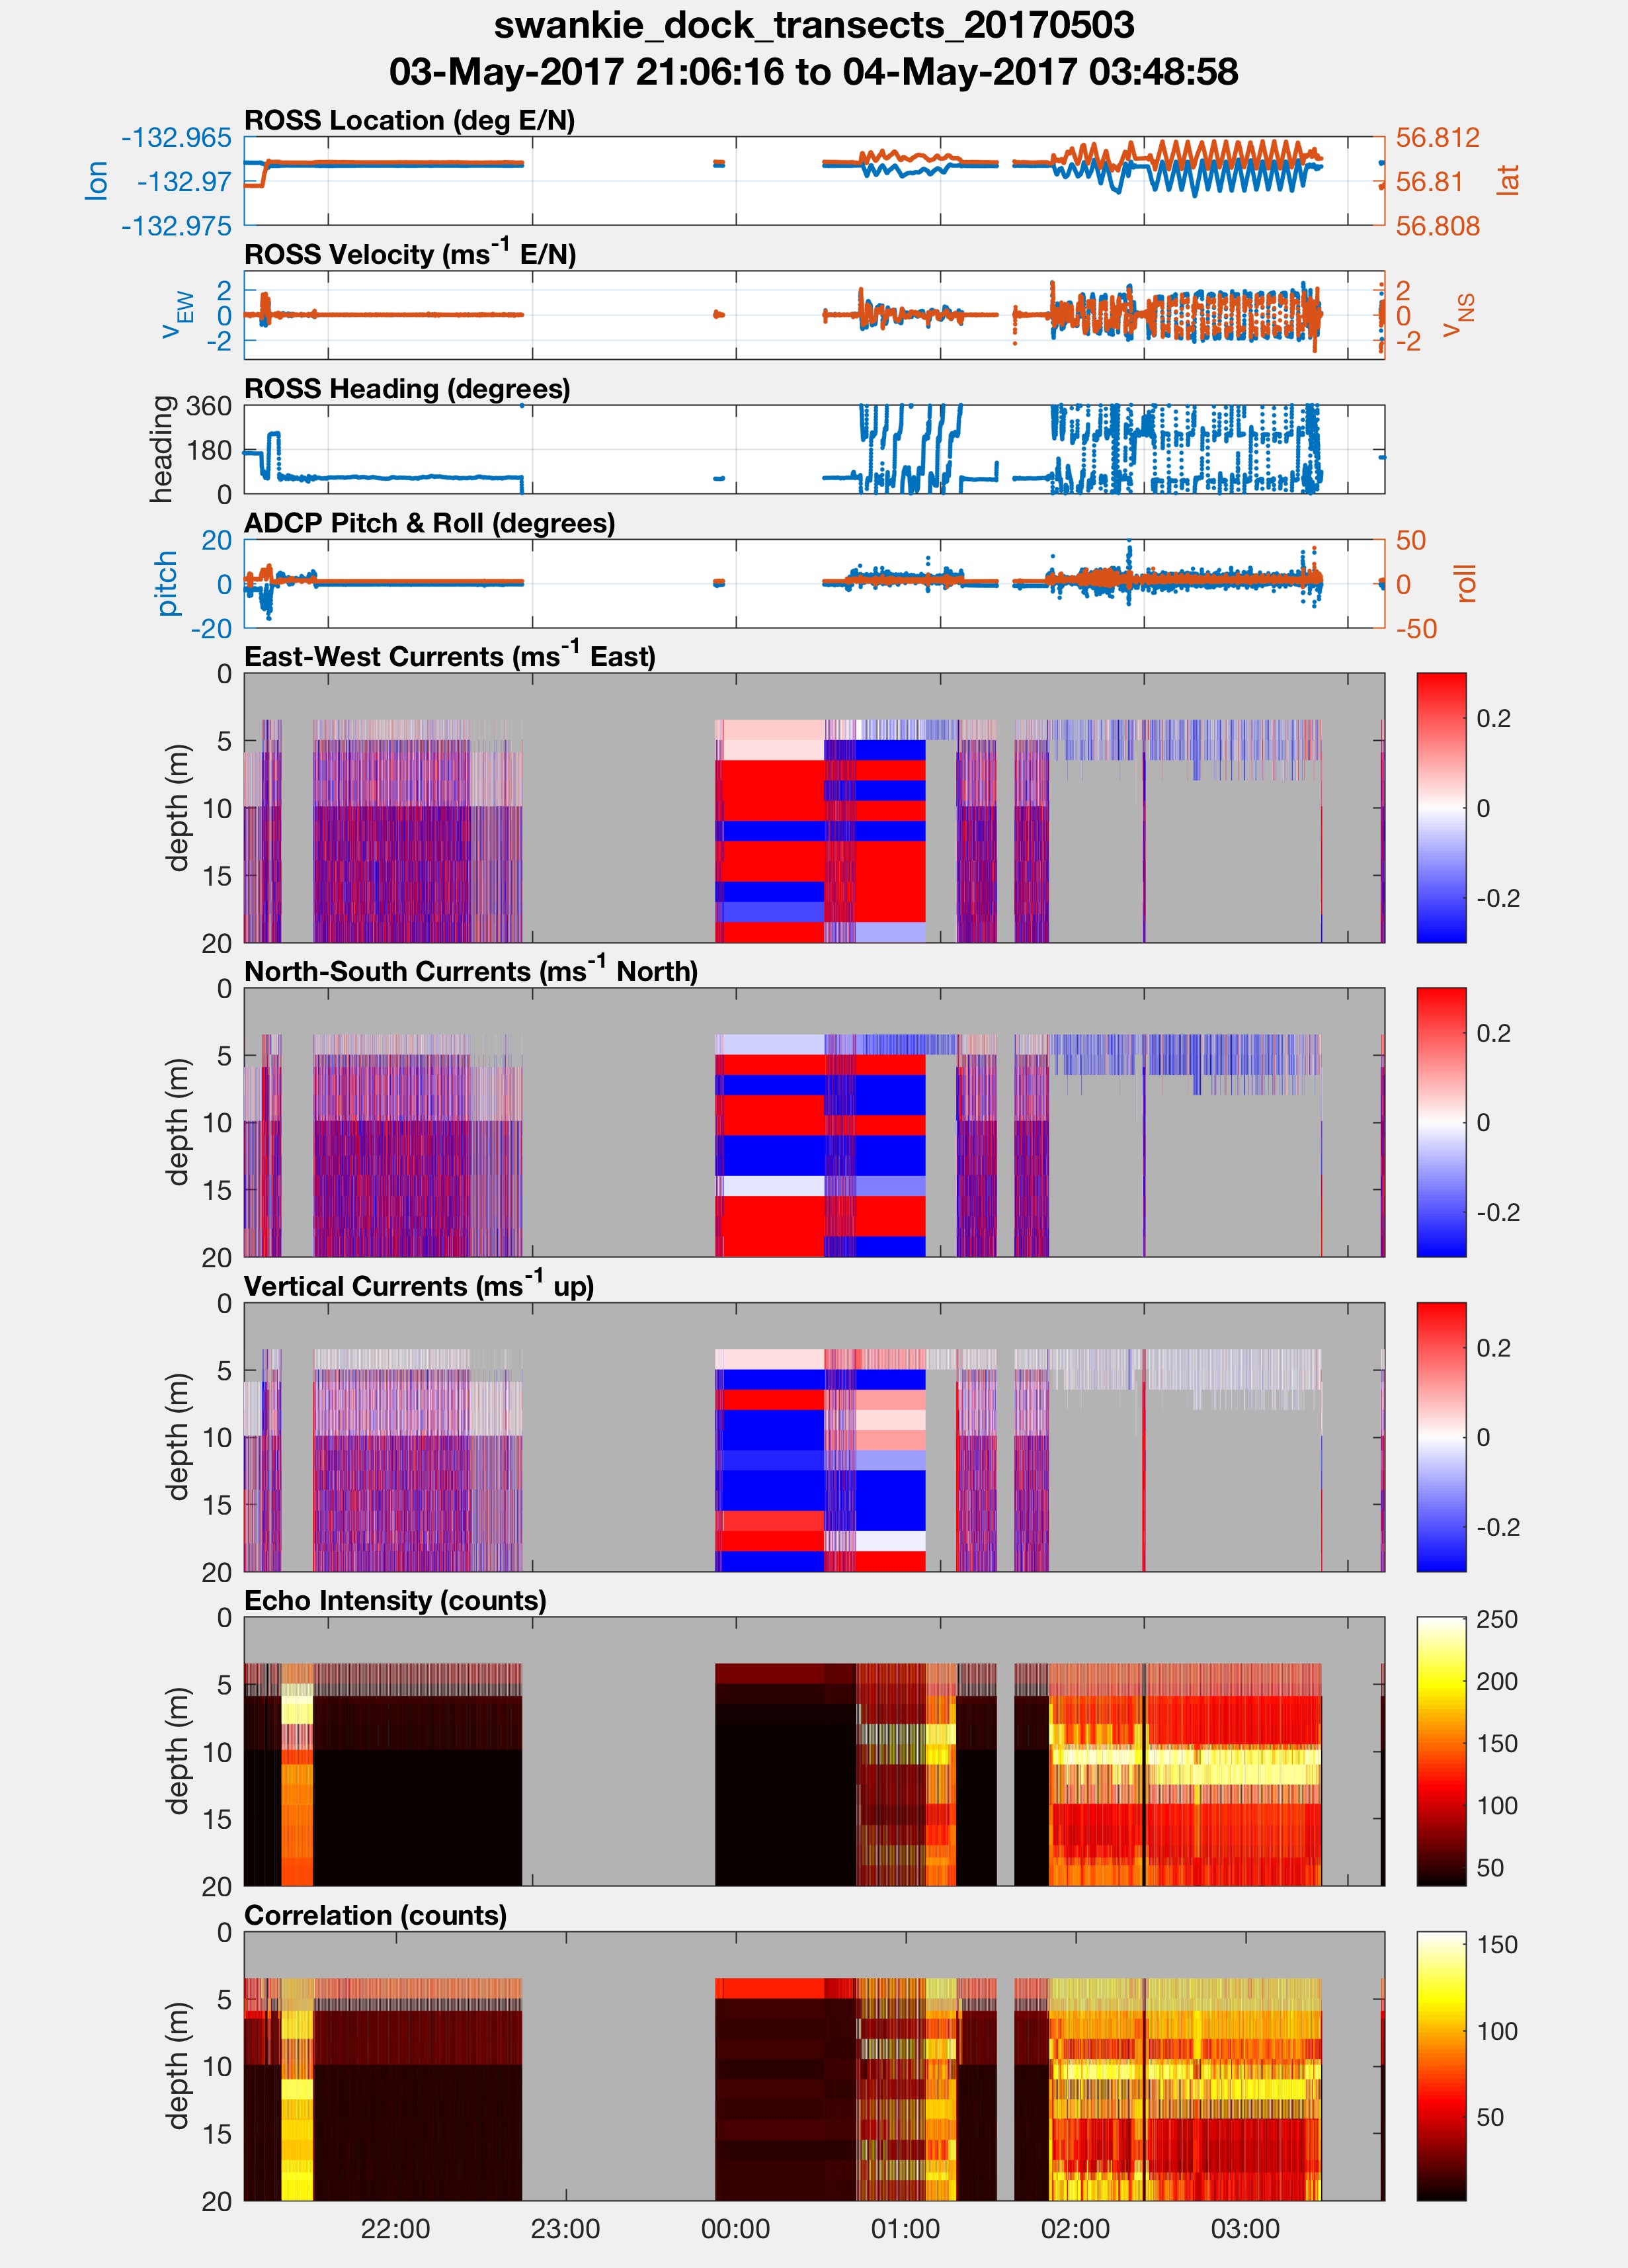 swankie_dock_transects_20170503
03-May-2017 21:06:16 to 04-May-2017 03:48:58
ROSS Location (deg E/N)
-132.965
-132.97
-132.975
lon
56.812
56.81
56.808
lat
ROSS Velocity (ms-1 E/N)
2
0
-2
vEW
2
0
-2
vNS
ROSS Heading (degrees)
360
180
0
heading
ADCP Pitch & Roll (degrees)
20
0
-20
pitch
50
0
-50
roll
East-West Currents (ms-1 East)
0
5
10
15
20
depth (m)
0.2
0
-0.2
North-South Currents (ms-1 North)
0
5
10
15
20
depth (m)
0.2
0
-0.2
Vertical Currents (ms-1 up)
0
5
10
15
20
depth (m)
0.2
0
-0.2
Echo Intensity (counts)
0
5
10
15
20
depth (m)
250
200
150
100
50
Correlation (counts)
0
5
10
15
20
depth (m)
150
100
50
22:00 23:00 00:00 01:00 02:00 03:00